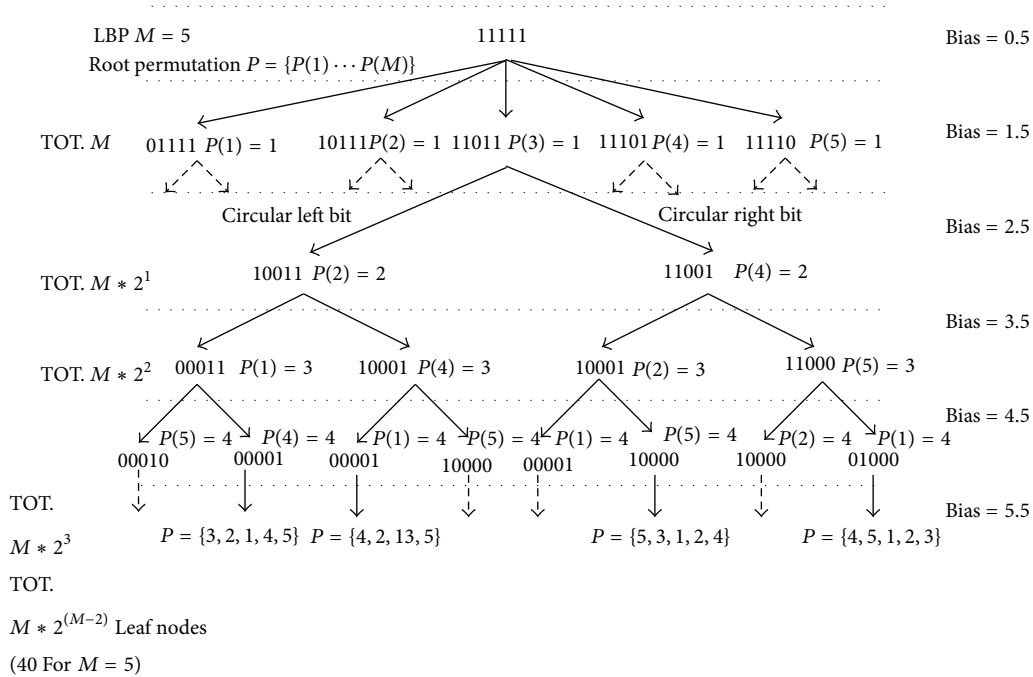 LBP M = 5 11111 Bias = 0.5
Root permutation P = {P(1) ⋯ P(M)}
TOT. M 01111 P(1) = 1 10111 P(2) = 1 11011 P(3) = 1 11101 P(4) = 1 11110 P(5) = 1 Bias = 1.5
Circular left bit Circular right bit
Bias = 2.5
TOT. M ∗ 2^1 10011 P(2) = 2 11001 P(4) = 2
Bias = 3.5
TOT. M ∗ 2^2 00011 P(1) = 3 10001 P(4) = 3 10001 P(2) = 3 11000 P(5) = 3
Bias = 4.5
P(5) = 4 P(4) = 4 P(1) = 4 P(5) = 4 P(1) = 4 P(5) = 4 P(2) = 4 P(1) = 4
00010 00001 00001 10000 00001 10000 10000 01000
TOT. Bias = 5.5
M ∗ 2^3 P = {3, 2, 1, 4, 5} P = {4, 2, 13, 5} P = {5, 3, 1, 2, 4} P = {4, 5, 1, 2, 3}
TOT.
M ∗ 2^(M−2) Leaf nodes
(40 For M = 5)